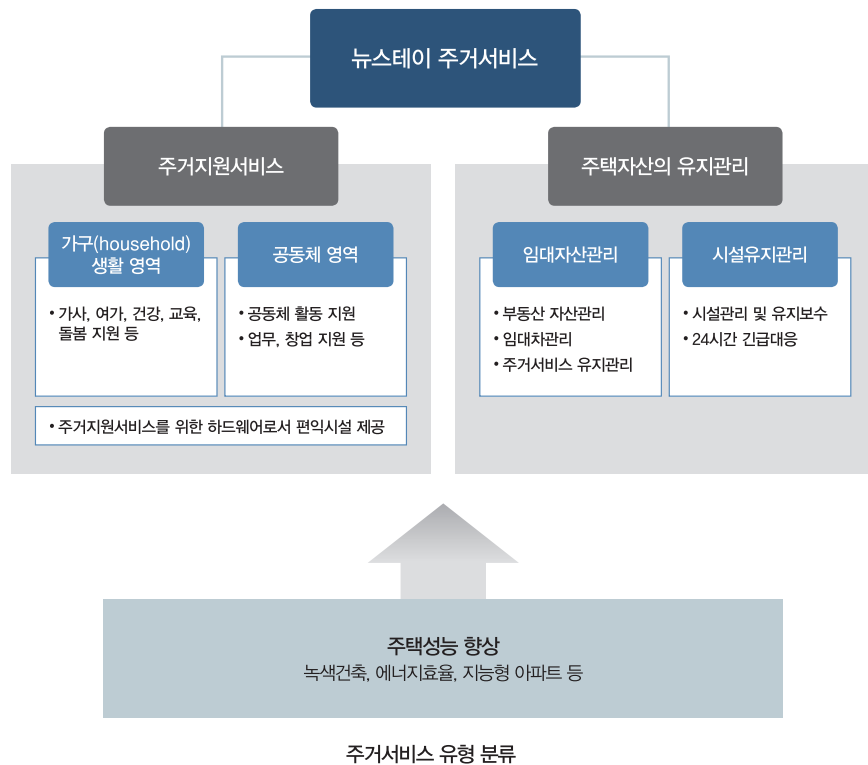 뉴스테이 주거서비스
주거지원서비스
가구(household)
생활 영역
• 가사, 여가, 건강, 교육,
돌봄 지원 등
공동체 영역
• 공동체 활동 지원
• 업무, 창업 지원 등
• 주거지원서비스를 위한 하드웨어로서 편익시설 제공
주택자산의 유지관리
임대자산관리
• 부동산 자산관리
• 임대차관리
• 주거서비스 유지관리
시설유지관리
• 시설관리 및 유지보수
• 24시간 긴급대응
주택성능 향상
녹색건축, 에너지효율, 지능형 아파트 등
주거서비스 유형 분류